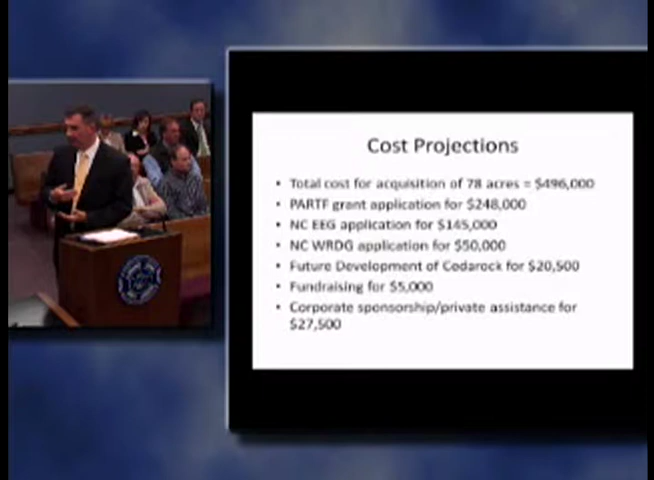 Cost Projections
• Total cost for acquisition of 78 acres = $496,000
• PARTF grant application for $248,000
• NC EEG application for $145,000
• NC WRDG application for $50,000
• Future Development of Cedarock for $20,500
• Fundraising for $5,000
• Corporate sponsorship/private assistance for
$27,500